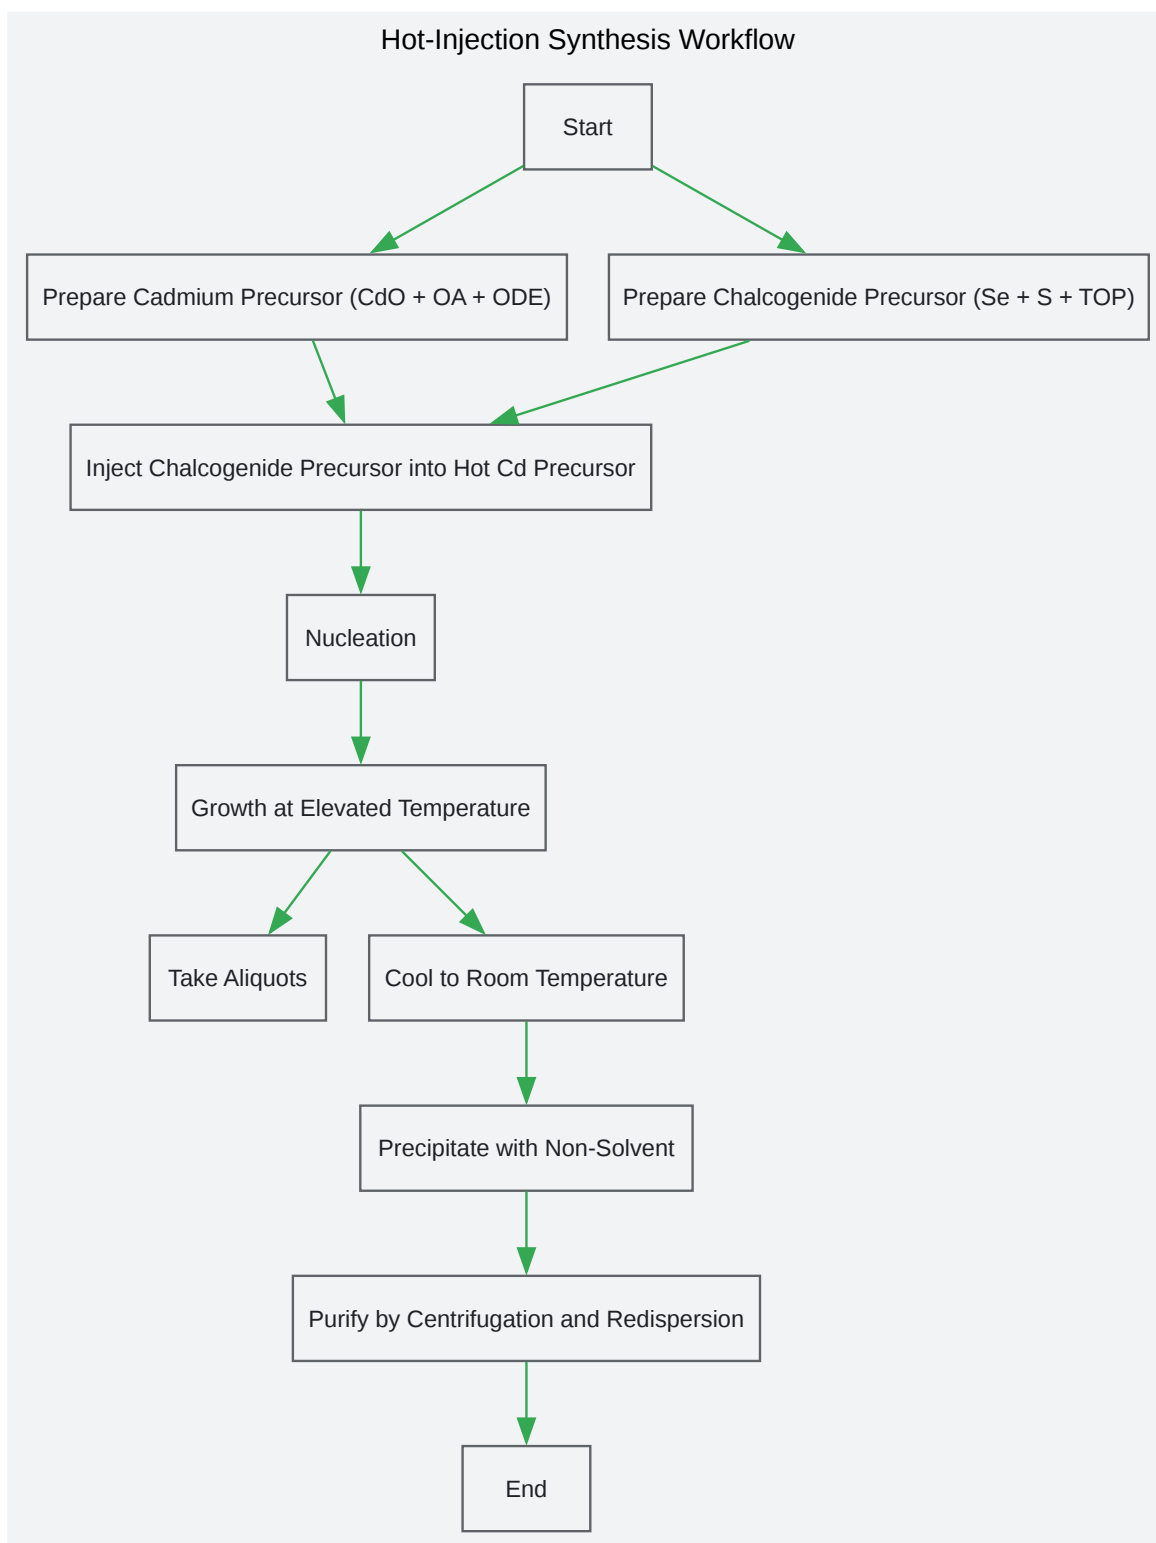 Hot-Injection Synthesis Workflow
Start
Prepare Cadmium Precursor (CdO + OA + ODE)
Prepare Chalcogenide Precursor (Se + S + TOP)
Inject Chalcogenide Precursor into Hot Cd Precursor
Nucleation
Growth at Elevated Temperature
Take Aliquots
Cool to Room Temperature
Precipitate with Non-Solvent
Purify by Centrifugation and Redispersion
End